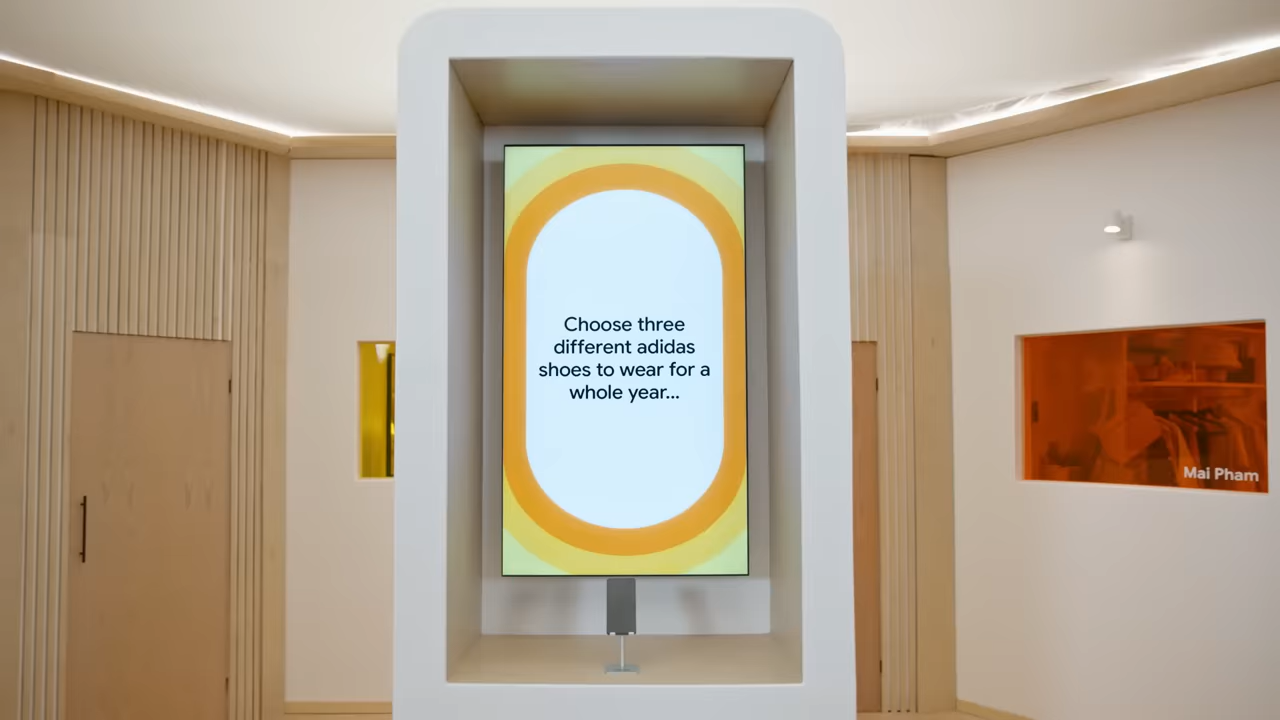 Choose three
different adidas
shoes to wear for a
whole year...
Mai Pham